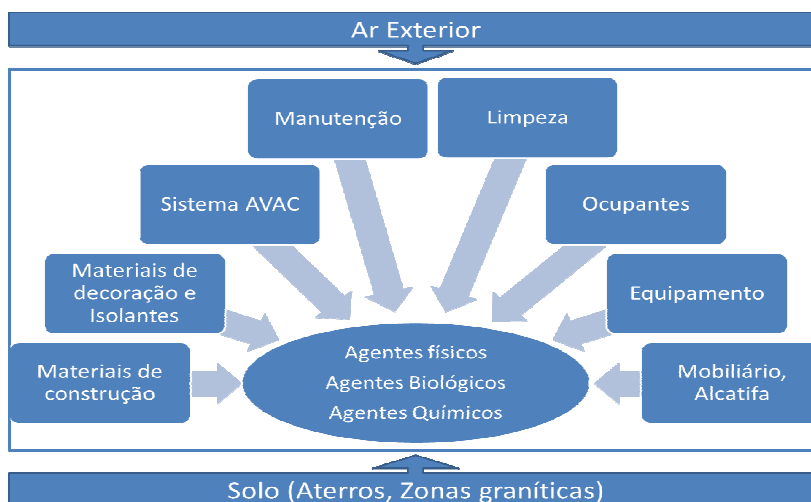 Ar Exterior
Manutenção
Limpeza
Sistema AVAC
Ocupantes
Materiais de
decoração e
Isolantes
Equipamento
Materiais de
construção
Agentes físicos
Agentes Biológicos
Agentes Químicos
Mobiliário,
Alcatifa
Solo (Aterros, Zonas graníticas)